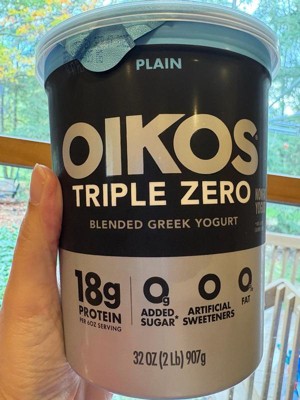 PLAIN
OIKOS
TRIPLE ZERO
BLENDED GREEK YOGURT
18g
PROTEIN
PER 6OZ SERVING
0g
ADDED
SUGAR*
0
ARTIFICIAL
SWEETENERS
0
FAT
32 OZ (2 Lb) 907g